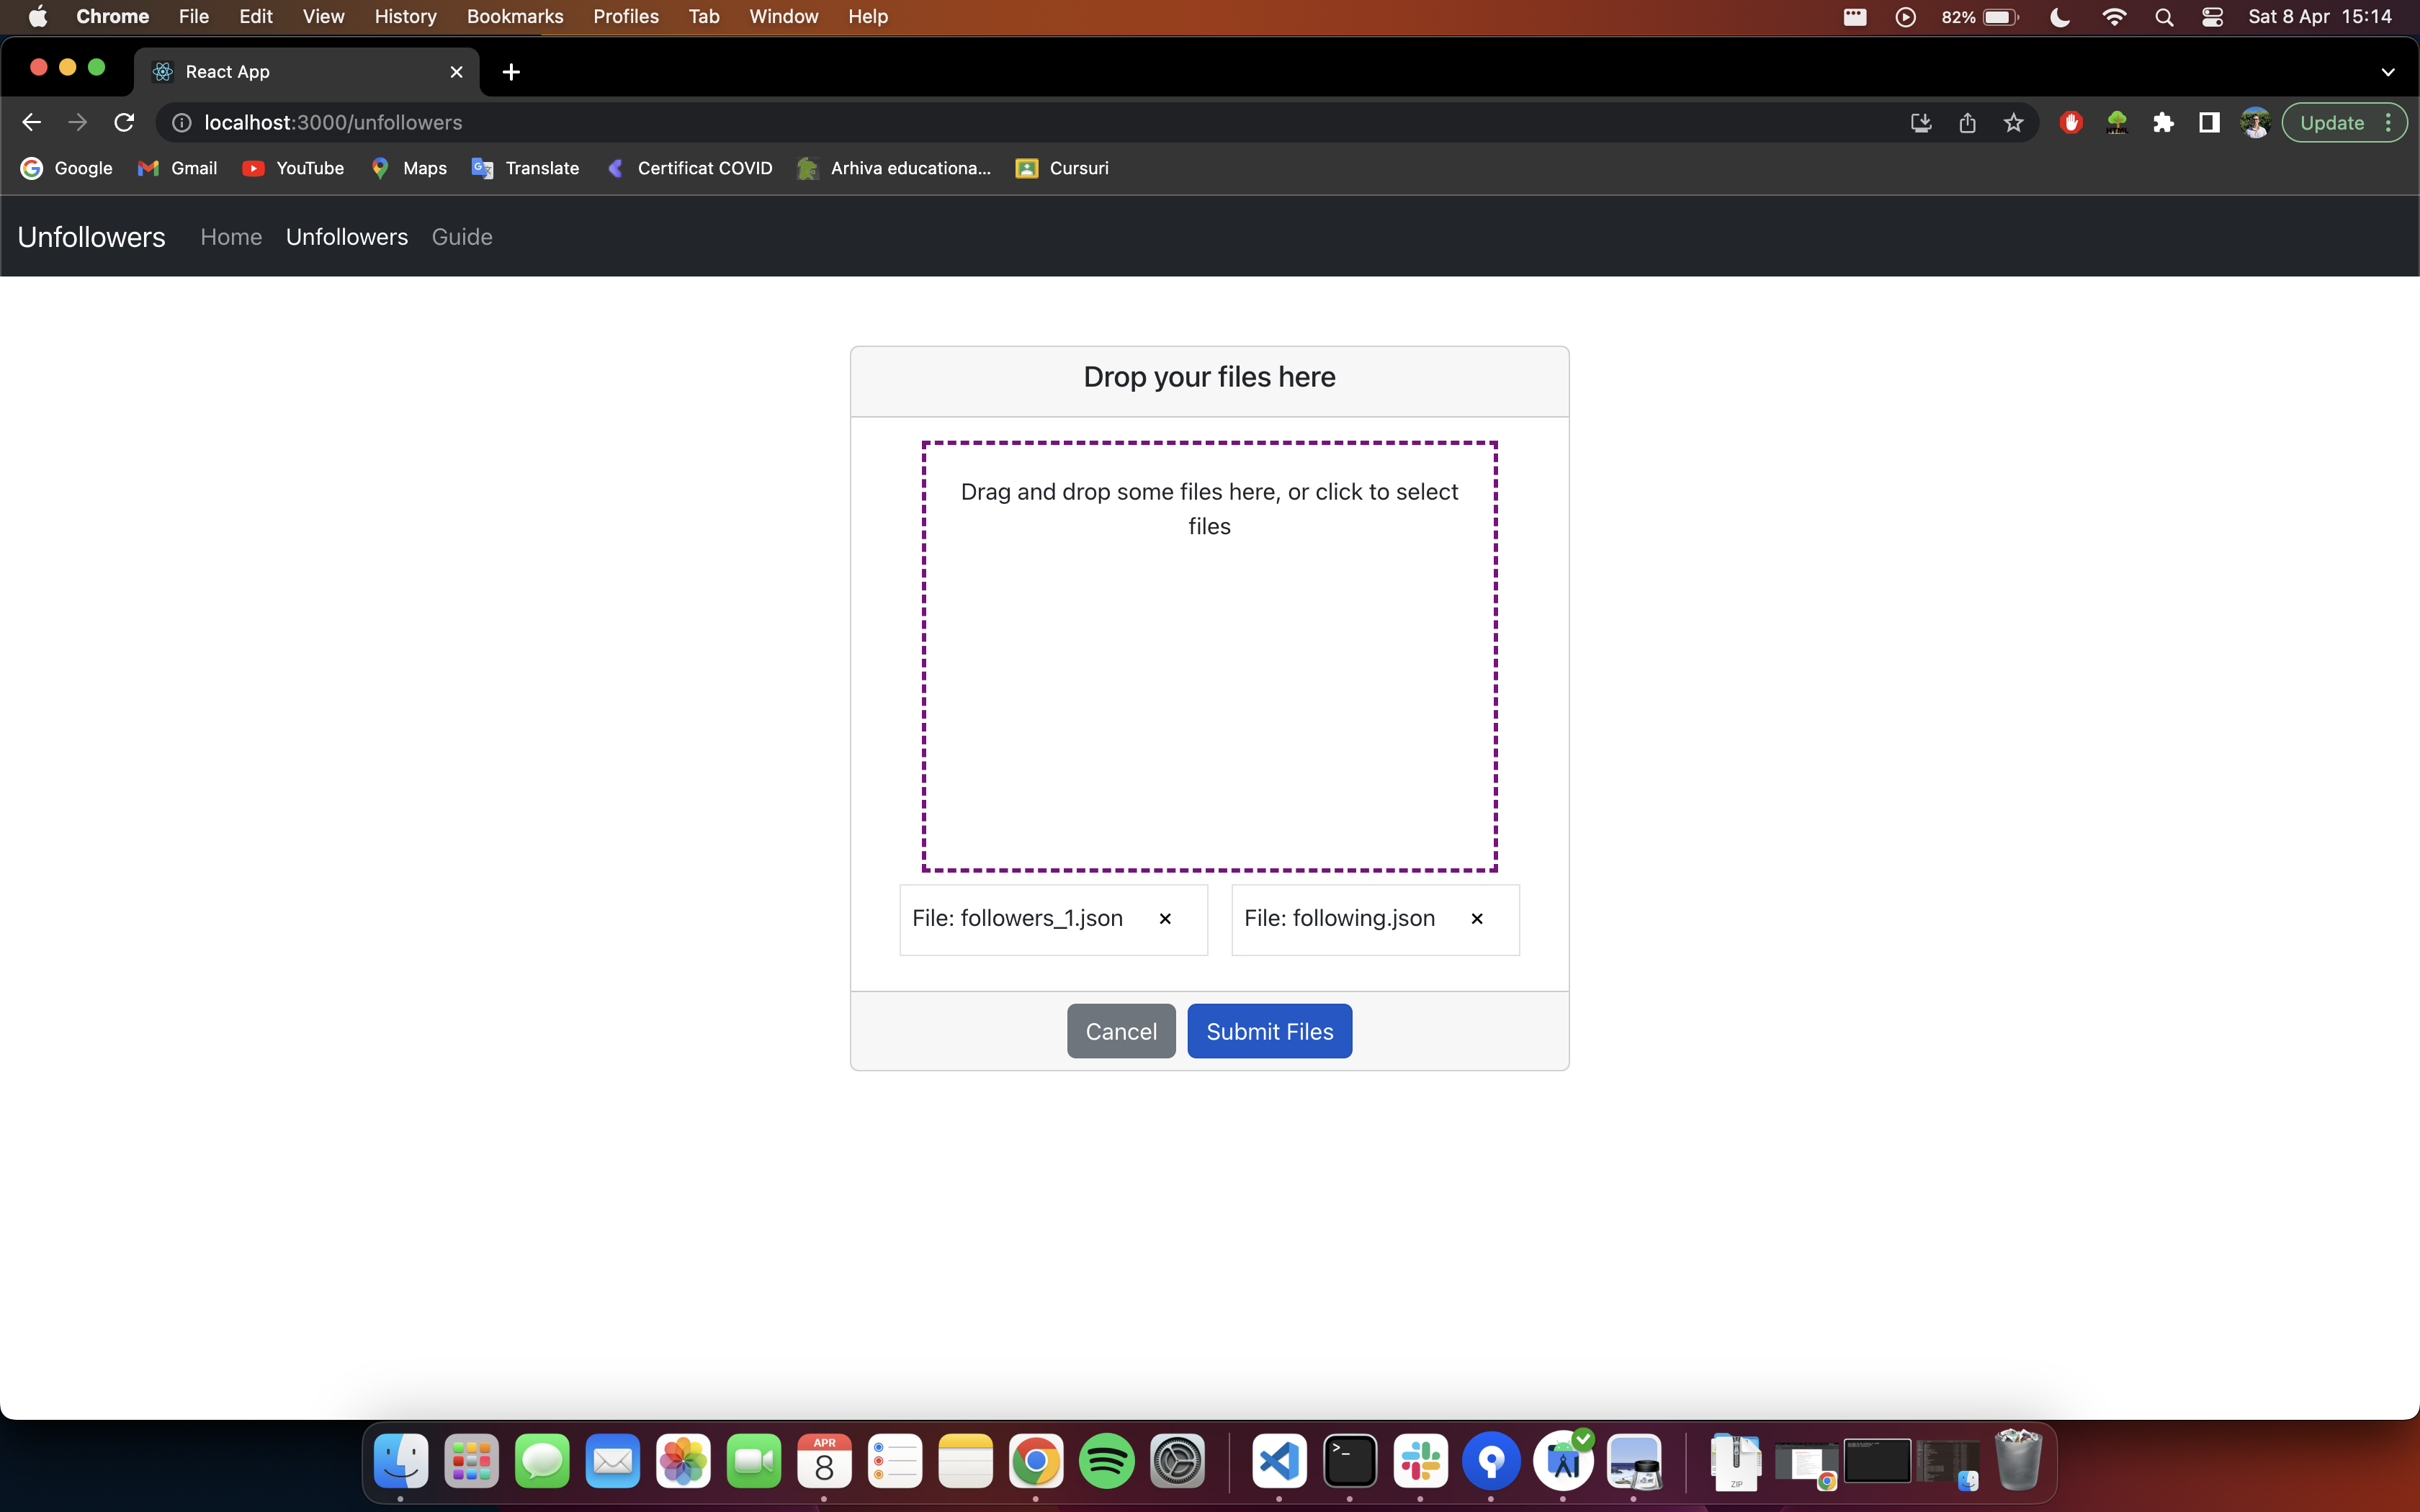 Chrome File Edit View History Bookmarks Profiles Tab Window Help 82% Sat 8 Apr 15:14
React App
localhost:3000/unfollowers Update
Google Gmail YouTube Maps Translate Certificat COVID Arhiva educationa... Cursuri
Unfollowers Home Unfollowers Guide
Drop your files here
Drag and drop some files here, or click to select
files
File: followers_1.json × File: following.json ×
Cancel Submit Files
APR
8
ZIP